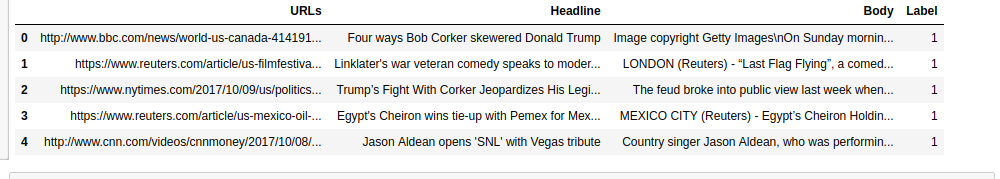 URLs Headline Body Label
0 http://www.bbc.com/news/world-us-canada-414191... Four ways Bob Corker skewered Donald Trump Image copyright Getty Images\nOn Sunday mornin... 1
1 https://www.reuters.com/article/us-filmfestiva... Linklater's war veteran comedy speaks to moder... LONDON (Reuters) - “Last Flag Flying”, a comed... 1
2 https://www.nytimes.com/2017/10/09/us/politics... Trump’s Fight With Corker Jeopardizes His Legi... The feud broke into public view last week when... 1
3 https://www.reuters.com/article/us-mexico-oil-... Egypt's Cheiron wins tie-up with Pemex for Mex... MEXICO CITY (Reuters) - Egypt’s Cheiron Holdin... 1
4 http://www.cnn.com/videos/cnnmoney/2017/10/08/... Jason Aldean opens 'SNL' with Vegas tribute Country singer Jason Aldean, who was performin... 1